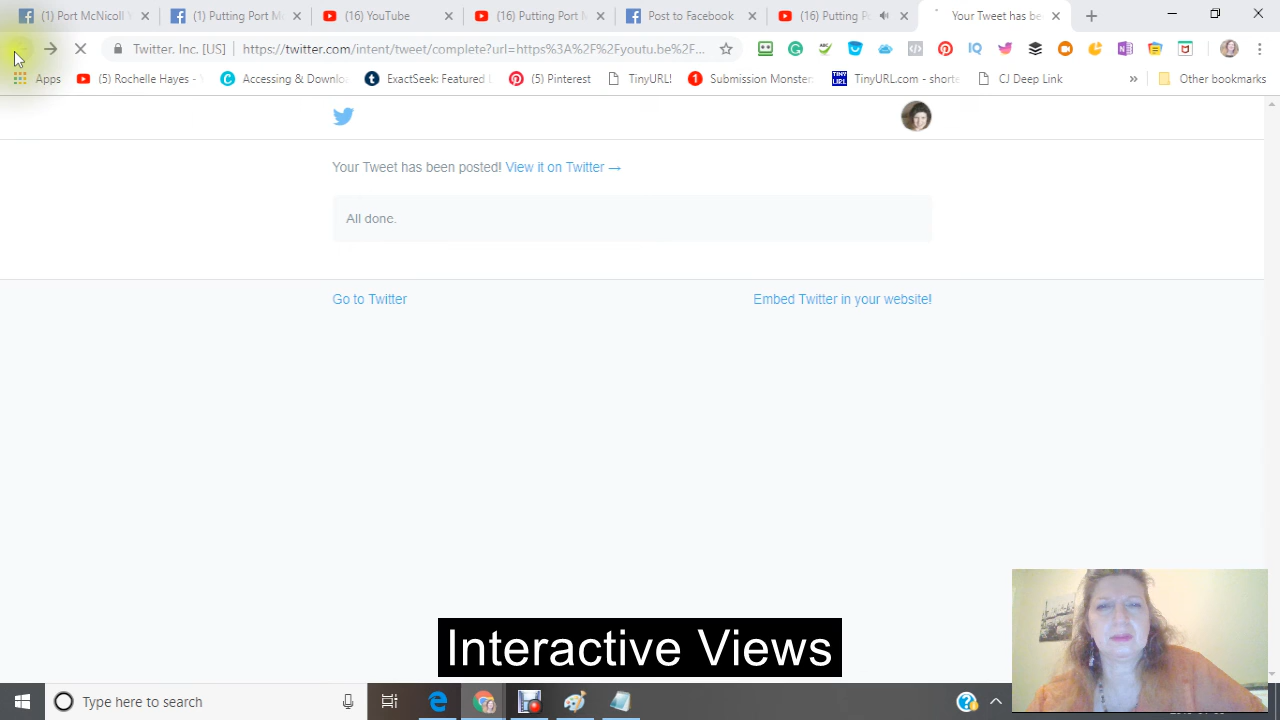 (1) Port McNicoll
(1) Putting Port M
(16) YouTube
(16) Putting Port M
Post to Facebook
(16) Putting P
Your Tweet has be
Twitter, Inc. [US]
https://twitter.com/intent/tweet/complete?url=https%3A%2F%2Fyoutu.be%2F...
Apps
(5) Rochelle Hayes - Y
Accessing & Downlo
ExactSeek: Featured L
(5) Pinterest
TinyURL!
Submission Monster
TinyURL.com - shorte
CJ Deep Link
»
Other bookmarks
Your Tweet has been posted! View it on Twitter →
All done.
Go to Twitter
Embed Twitter in your website!
Interactive Views
Type here to search